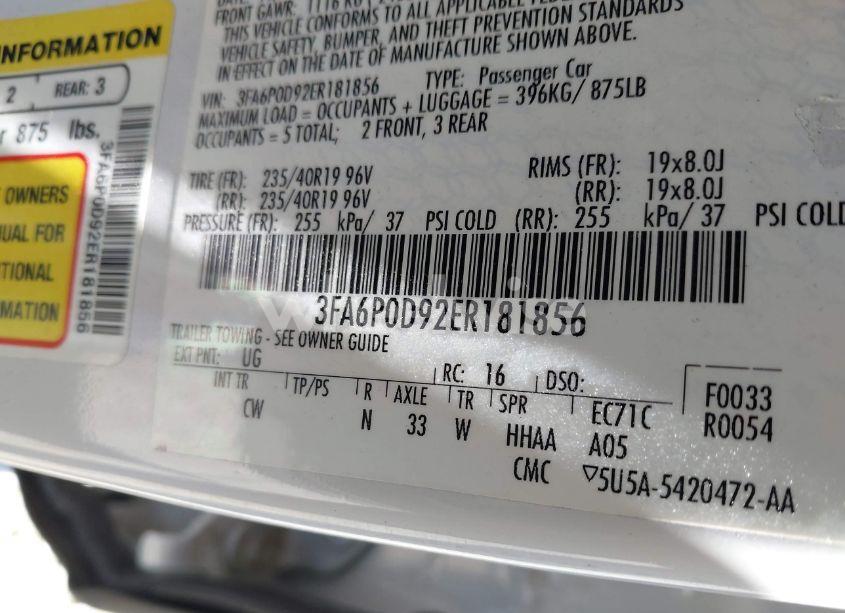 INFORMATION
2 REAR: 3
875 lbs.
OWNERS
FOR
MATION
3FA6P0D92ER181856
FRONT GAWR:
THIS VEHICLE CONFORMS TO ALL APPLICABLE
VEHICLE SAFETY, BUMPER, AND THEFT PREVENTION STANDARDS
IN EFFECT ON THE DATE OF MANUFACTURE SHOWN ABOVE.
VIN: 3FA6P0D92ER181856 TYPE: Passenger Car
MAXIMUM LOAD = OCCUPANTS + LUGGAGE = 396KG/ 875LB
OCCUPANTS = 5 TOTAL; 2 FRONT, 3 REAR
TIRE (FR): 235/40R19 96V RIMS (FR): 19x8.0J
(RR): 235/40R19 96V (RR): 19x8.0J
PRESSURE (FR): 255 kPa/ 37 PSI COLD (RR): 255 kPa/ 37 PSI COLD
3FA6P0D92ER181856
TRAILER TOWING - SEE OWNER GUIDE
EXT PNT: UG RC: 16 DSO: F0033
INT TR TP/PS R AXLE TR SPR EC71C R0054
CW N 33 W HHAA A05
CMC ▽5U5A-5420472-AA